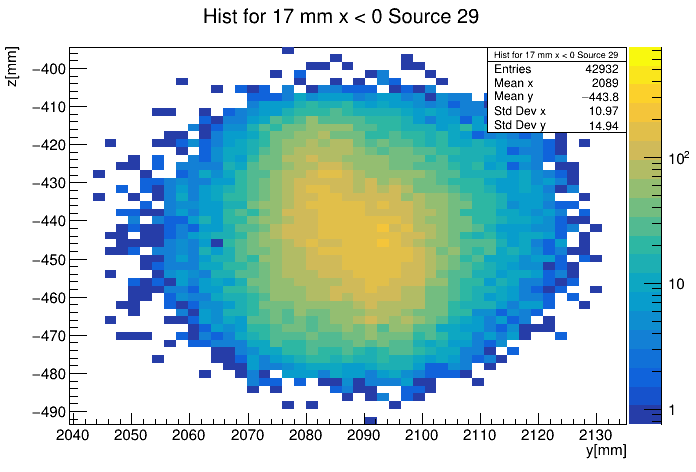 Hist for 17 mm x < 0 Source 29
z[mm]
Hist for 17 mm x < 0 Source 29
Entries 42932
Mean x 2089
Mean y −443.8
Std Dev x 10.97
Std Dev y 14.94
−400
−410
−420
−430
−440
−450
−460
−470
−480
−490
10²
10
1
2040 2050 2060 2070 2080 2090 2100 2110 2120 2130
y[mm]